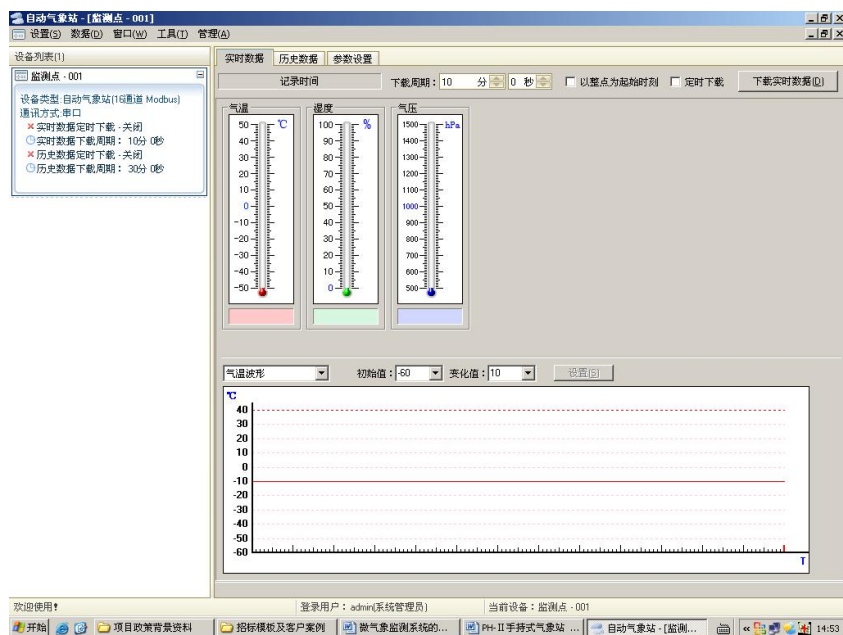 自动气象站 - [监测点 - 001]
设置(S) 数据(D) 窗口(W) 工具(T) 管理(A)
设备列表(1)
监测点 - 001
设备类型:自动气象站(16通道 Modbus)
通讯方式:串口
实时数据定时下载 - 关闭
实时数据下载周期: 10分 0秒
历史数据定时下载 - 关闭
历史数据下载周期: 30分 0秒
实时数据 历史数据 参数设置
记录时间 下载周期: 10 分 0 秒 以整点为起始时刻 定时下载 下载实时数据(D)
气温 湿度 气压
50 ℃ 100 % 1500 hPa
40 90 1400
30 80 1300
20 70 1200
10 60 1100
0 50 1000
-10 40 900
-20 30 800
-30 20 700
-40 10 600
-50 0 500
气温波形 初始值: -60 变化值: 10 设置(S)
℃
40
30
20
10
0
-10
-20
-30
-40
-50
-60
T
欢迎使用! 登录用户: admin(系统管理员) 当前设备: 监测点 - 001
开始 项目政策背景资料 招标模板及客户案例 微气象监测系统的... PH-II手持式气象站 ... 自动气象站 - [监测... « 14:53